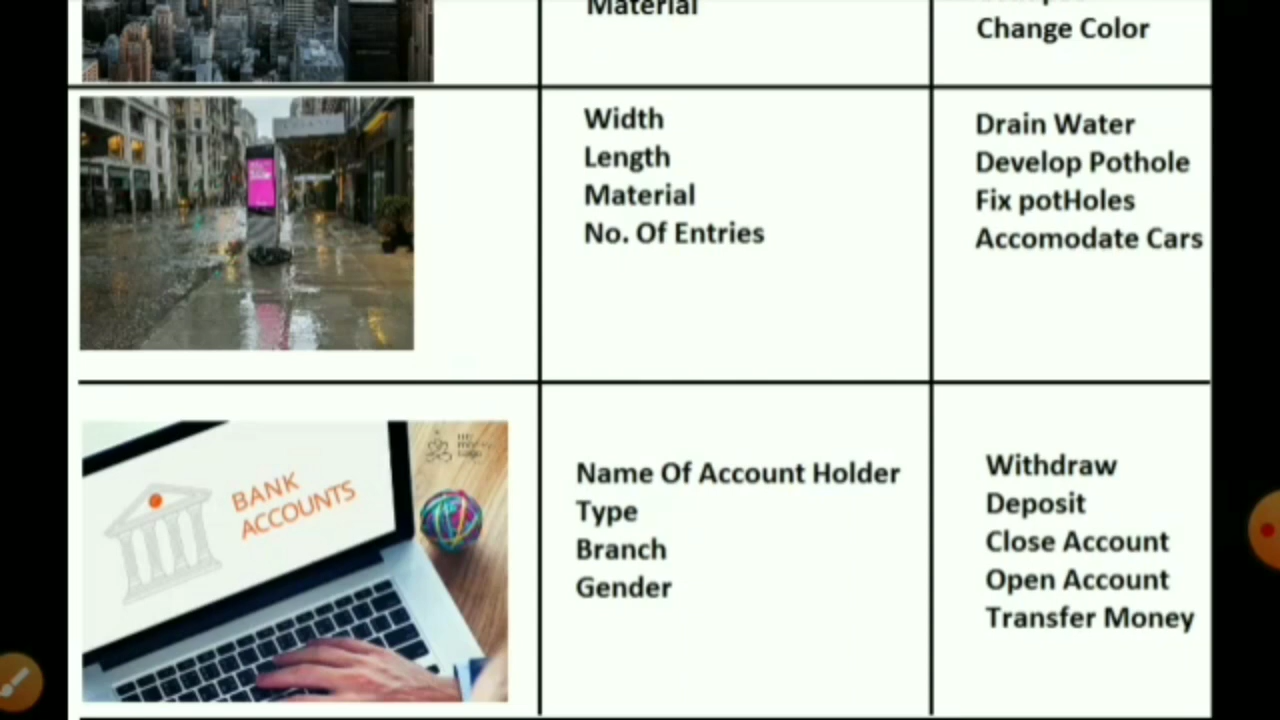 Material
Change Color
Width
Length
Material
No. Of Entries
Drain Water
Develop Pothole
Fix potHoles
Accomodate Cars
BANK
ACCOUNTS
Name Of Account Holder
Type
Branch
Gender
Withdraw
Deposit
Close Account
Open Account
Transfer Money